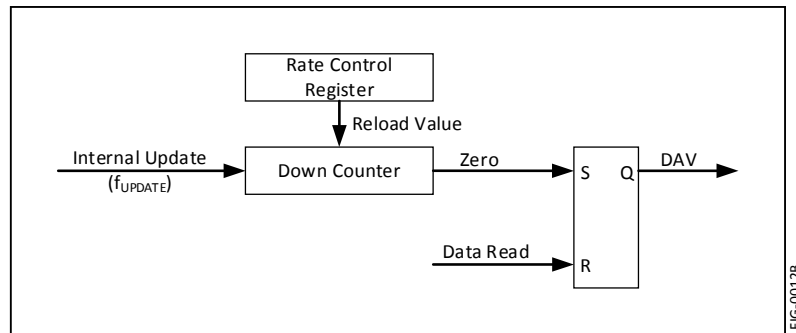 Rate Control
Register
Reload Value
Internal Update
(fUPDATE)
Down Counter
Zero
S
Q
DAV
Data Read
R
FIG-0012B